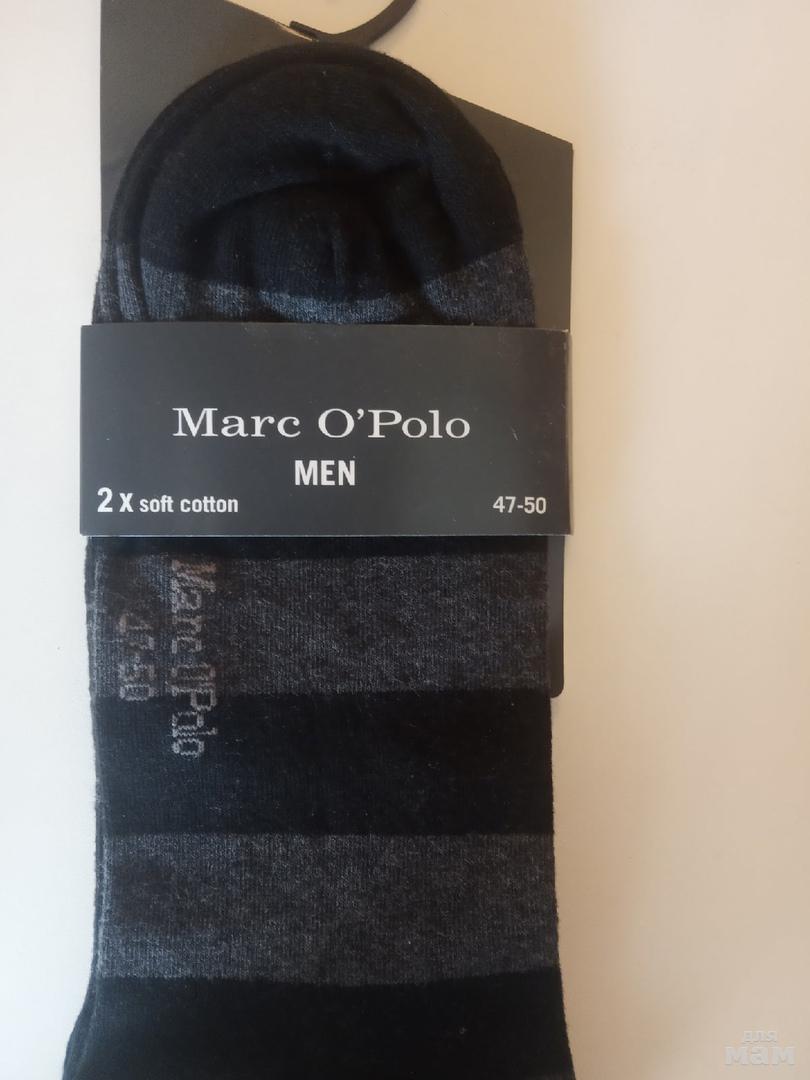 Marc O'Polo
MEN
2 x soft cotton
47-50
Marc O'Polo
47-50
для
мам